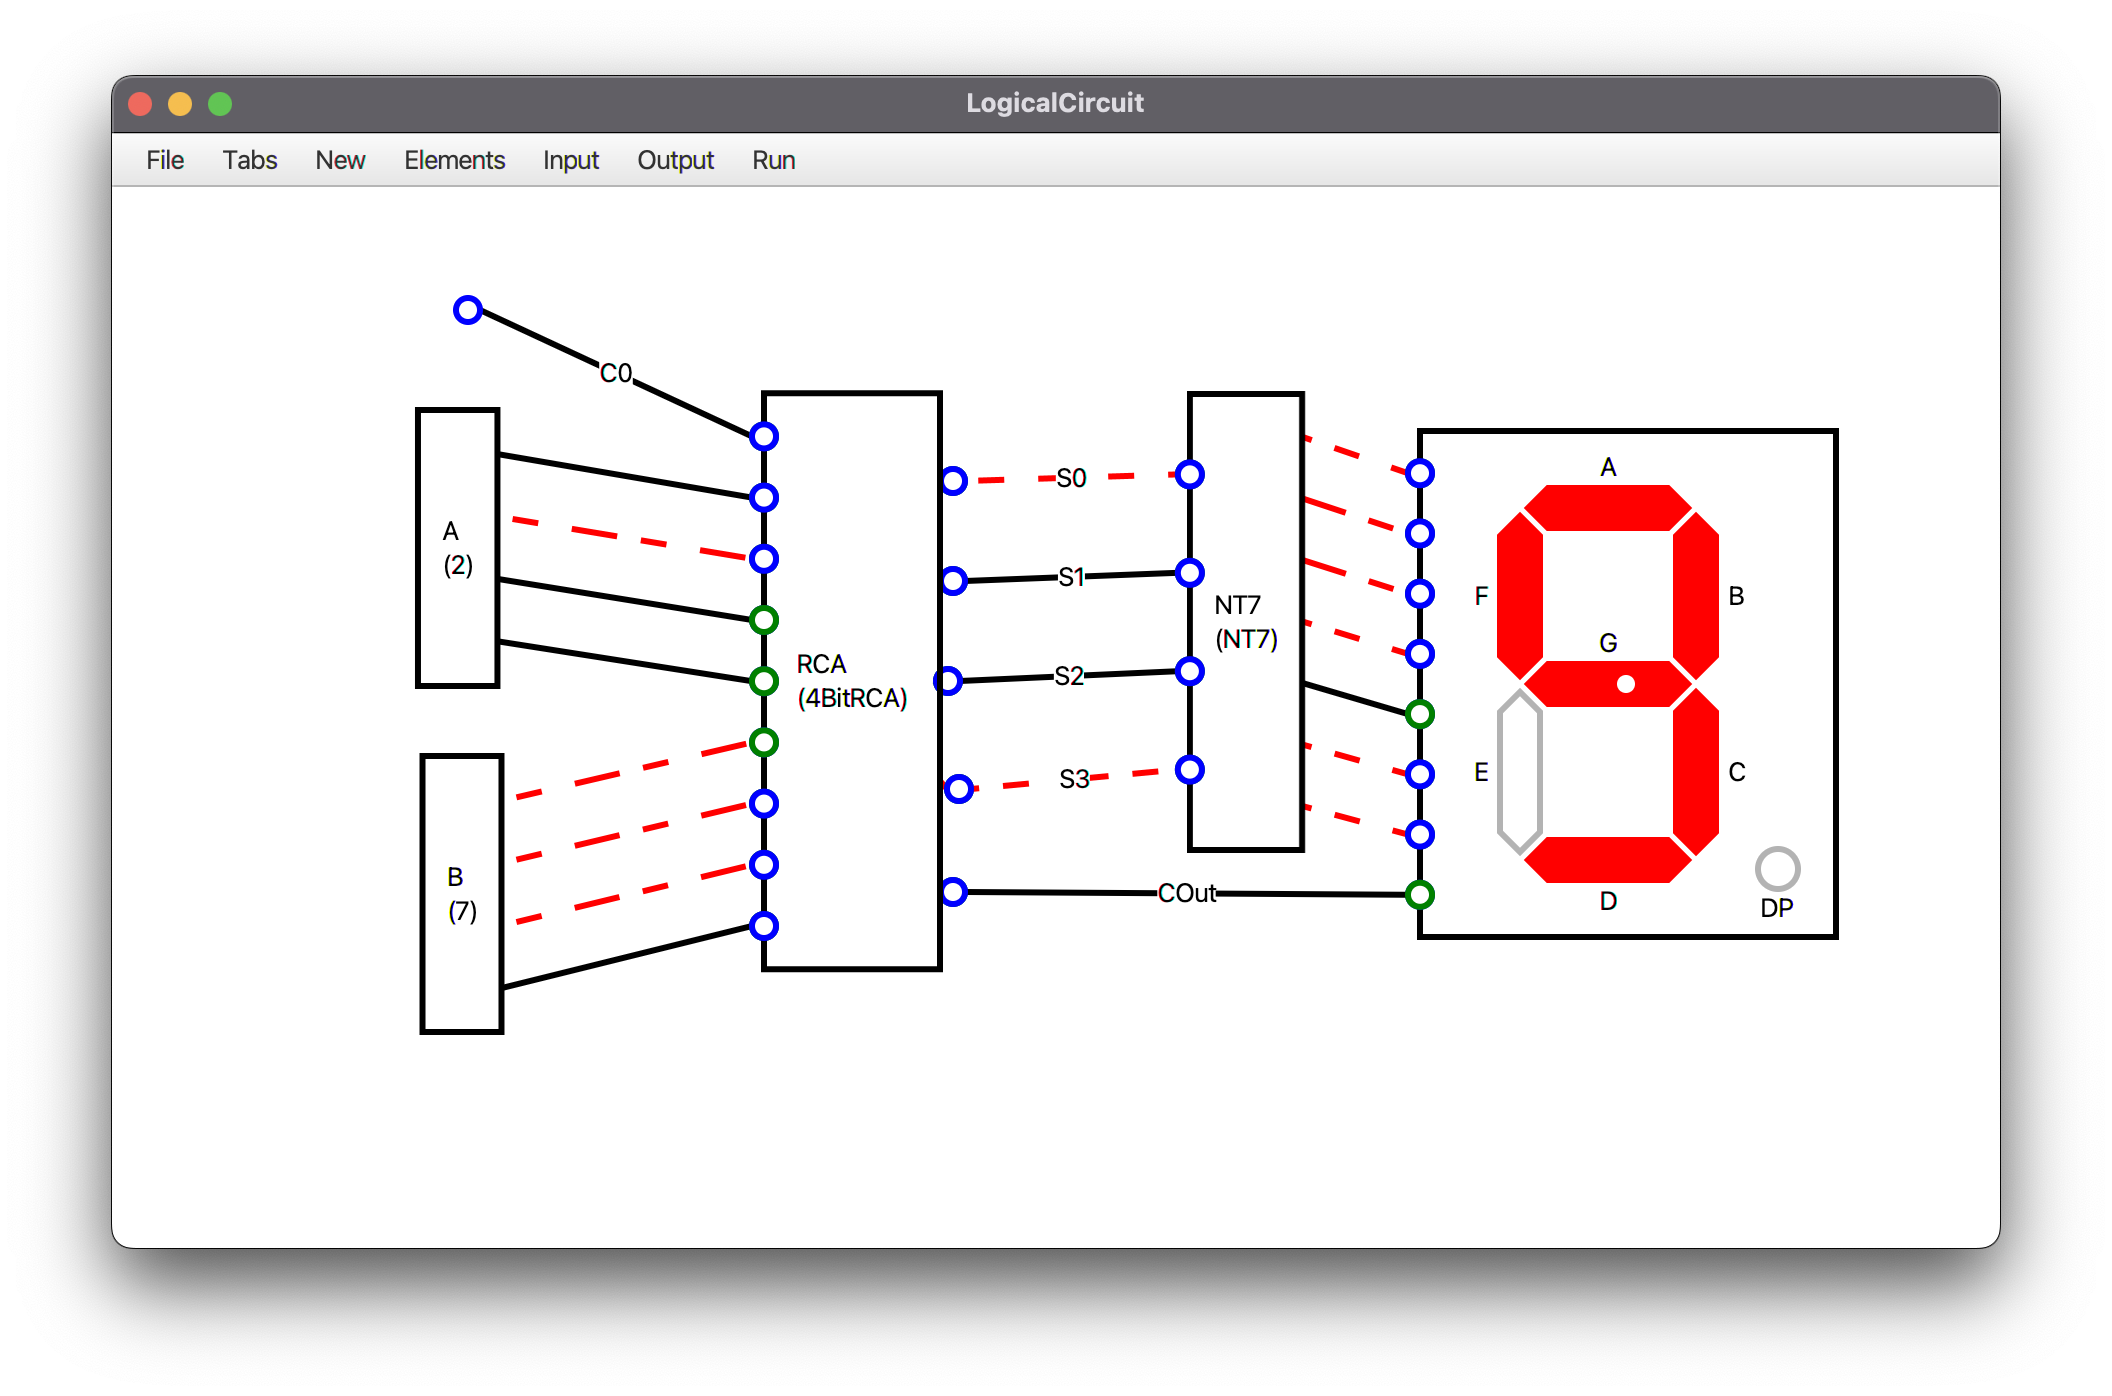 LogicalCircuit
File Tabs New Elements Input Output Run
C0
A
(2)
B
(7)
RCA
(4BitRCA)
S0
S1
S2
S3
COut
NT7
(NT7)
A
F
B
G
E
C
D
DP